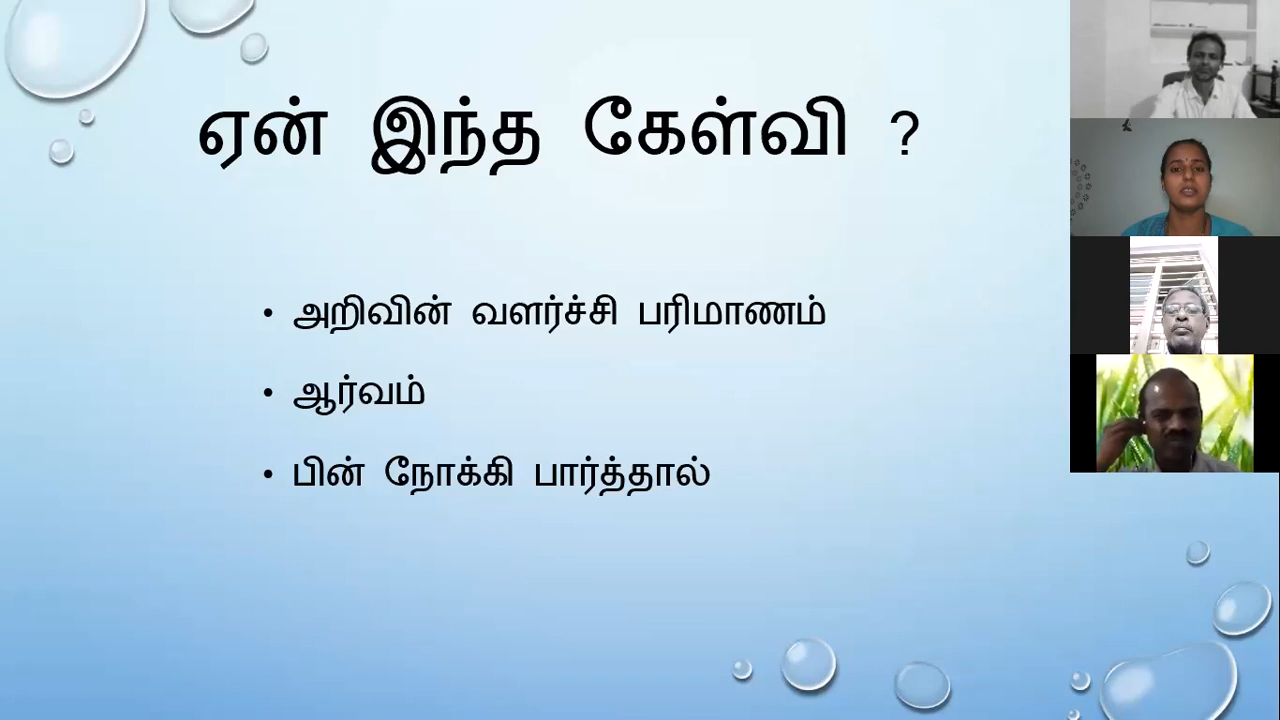 ஏன் இந்த கேள்வி ?
• அறிவின் வளர்ச்சி பரிமாணம்
• ஆர்வம்
• பின் நோக்கி பார்த்தால்